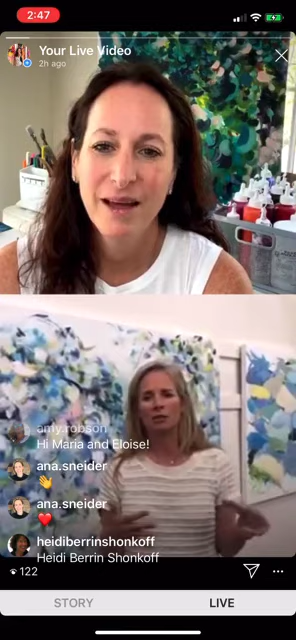 2:47
Your Live Video
2h ago
amy.robson
Hi Maria and Eloise!
ana.sneider
👋
ana.sneider
❤️
heidiberrinshonkoff
Heidi Berrin Shonkoff
122
STORY LIVE